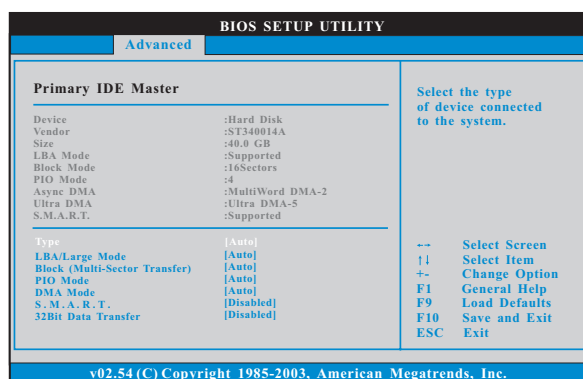 BIOS SETUP UTILITY
Advanced
Primary IDE Master
Device :Hard Disk
Vendor :ST340014A
Size :40.0 GB
LBA Mode :Supported
Block Mode :16Sectors
PIO Mode :4
Async DMA :MultiWord DMA-2
Ultra DMA :Ultra DMA-5
S.M.A.R.T. :Supported
Type [Auto]
LBA/Large Mode [Auto]
Block (Multi-Sector Transfer) [Auto]
PIO Mode [Auto]
DMA Mode [Auto]
S.M.A.R.T. [Disabled]
32Bit Data Transfer [Disabled]
Select the type
of device connected
to the system.
←→ Select Screen
↑↓ Select Item
+- Change Option
F1 General Help
F9 Load Defaults
F10 Save and Exit
ESC Exit
v02.54 (C) Copyright 1985-2003, American Megatrends, Inc.